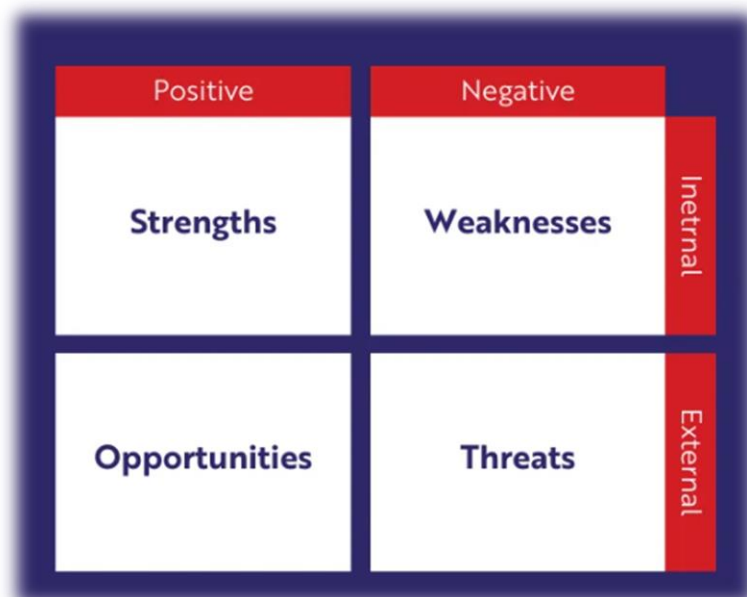 Positive
Negative
Strengths
Weaknesses
Inetrnal
Opportunities
Threats
External